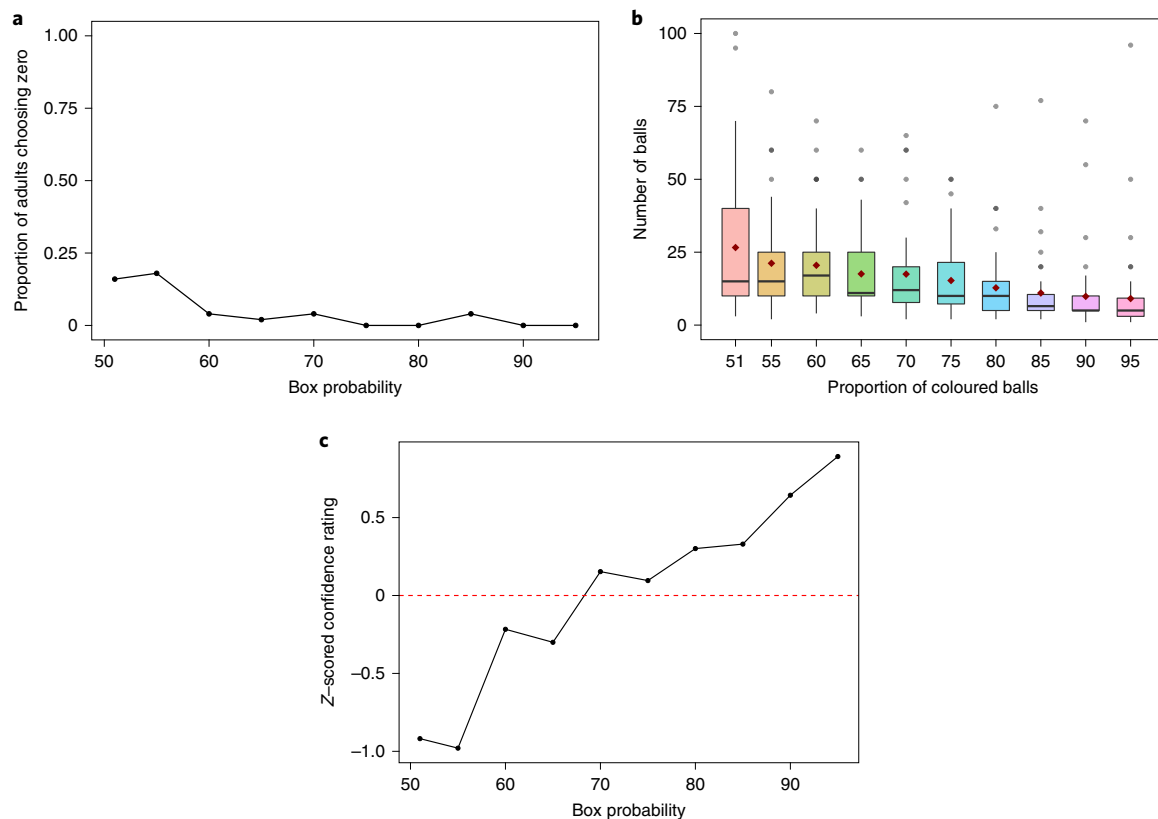 a
1.00
0.75
0.50
0.25
0
Proportion of adults choosing zero
50 60 70 80 90
Box probability
b
100
75
50
25
0
Number of balls
51 55 60 65 70 75 80 85 90 95
Proportion of coloured balls
c
0.5
0
–0.5
–1.0
Z–scored confidence rating
50 60 70 80 90
Box probability